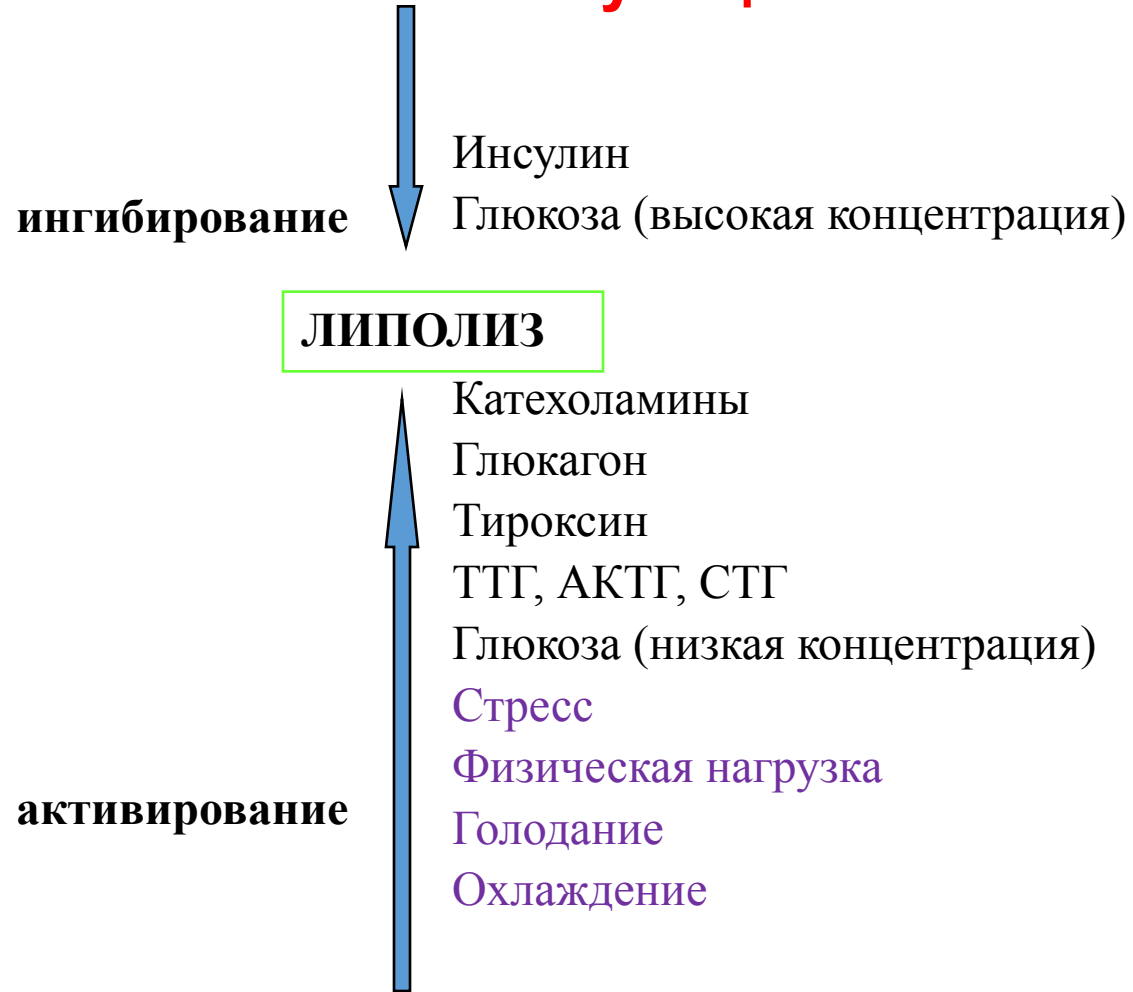 Инсулин
ингибирование
Глюкоза (высокая концентрация)
ЛИПОЛИЗ
Катехоламины
Глюкагон
Тироксин
ТТГ, АКТГ, СТГ
Глюкоза (низкая концентрация)
Стресс
Физическая нагрузка
активирование
Голодание
Охлаждение